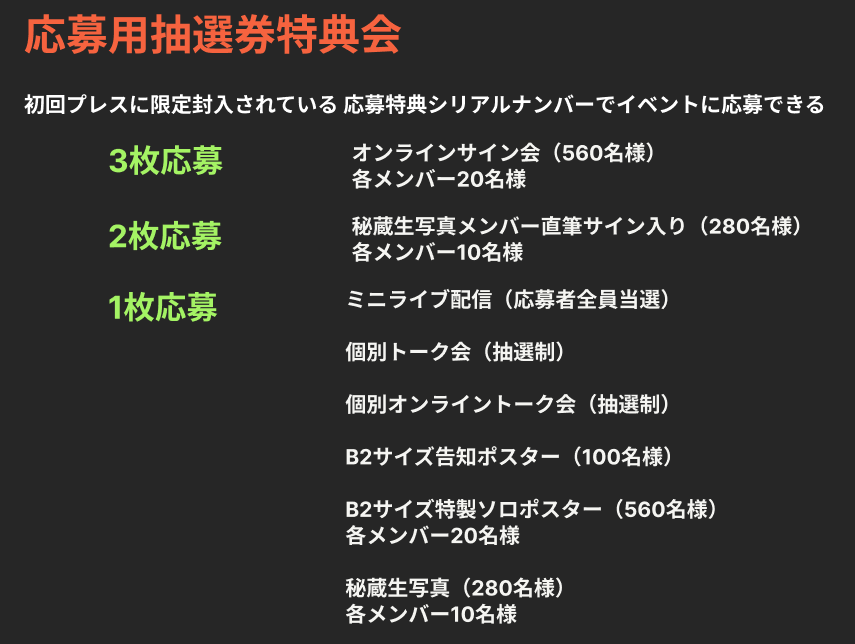 応募用抽選券特典会
初回プレスに限定封入されている 応募特典シリアルナンバーでイベントに応募できる
3枚応募
オンラインサイン会（560名様）
各メンバー20名様
2枚応募
秘蔵生写真メンバー直筆サイン入り（280名様）
各メンバー10名様
1枚応募
ミニライブ配信（応募者全員当選）
個別トーク会（抽選制）
個別オンライントーク会（抽選制）
B2サイズ告知ポスター（100名様）
B2サイズ特製ソロポスター（560名様）
各メンバー20名様
秘蔵生写真（280名様）
各メンバー10名様